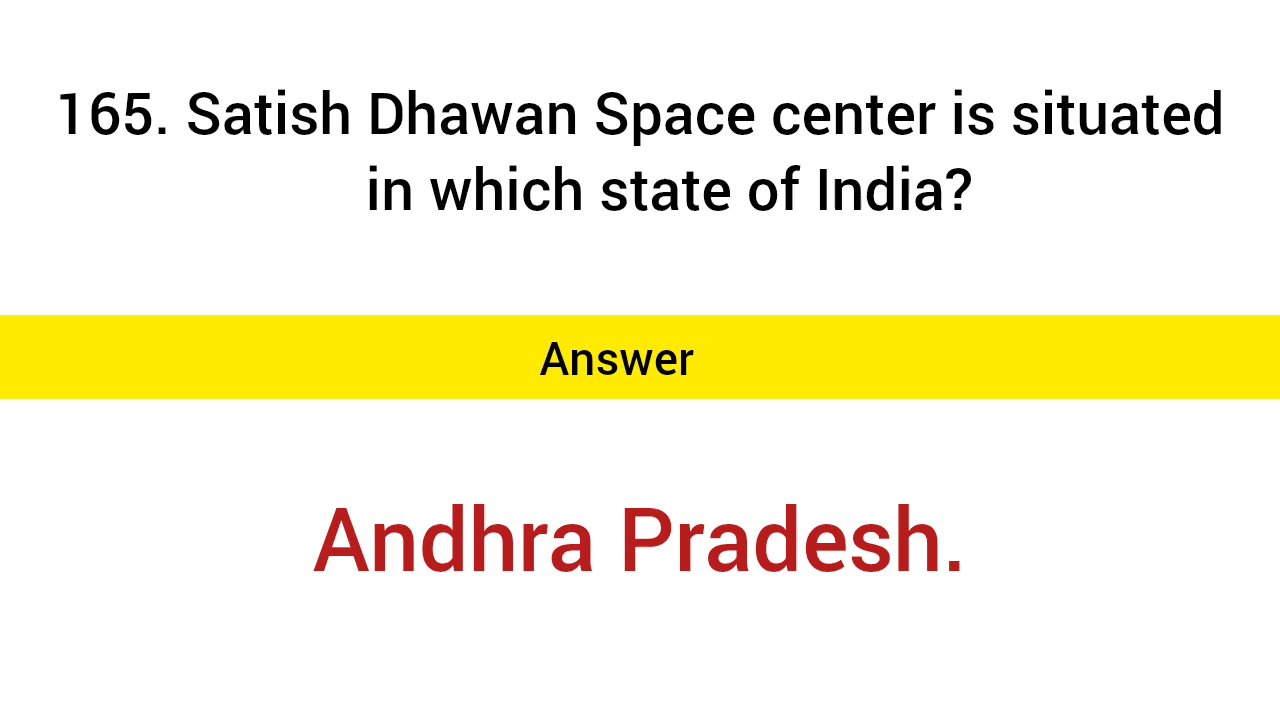 165. Satish Dhawan Space center is situated
in which state of India?
Answer
Andhra Pradesh.